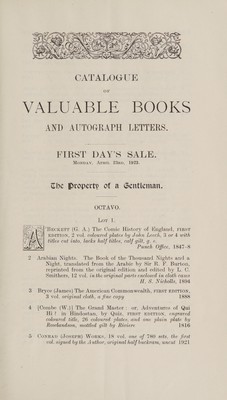 CATALOGUE
OF
VALUABLE BOOKS
AND AUTOGRAPH LETTERS.
FIRST DAY'S SALE.
MONDAY, APRIL 23RD, 1923.
The Property of a Gentleman.
OCTAVO.
LOT 1.
A'BECKETT (G. A.) The Comic History of England, FIRST
EDITION, 2 vol. coloured plates by John Leech, 3 or 4 with
titles cut into, lacks half titles, calf gilt, g. e.
Punch Office, 1847-8
2 Arabian Nights. The Book of the Thousand Nights and a
Night, translated from the Arabic by Sir R. F. Burton,
reprinted from the original edition and edited by L. C.
Smithers, 12 vol. in the original parts enclosed in cloth cases
H. S. Nichols, 1894
3 Bryce (James) The American Commonwealth, FIRST EDITION,
3 vol. original cloth, a fine copy 1888
4 [Combe (W.)] The Grand Master: or, Adventures of Qui
Hi! in Hindostan, by Quiz, FIRST EDITION, engraved
coloured title, 26 coloured plates, and one plain plate by
Rowlandson, mottled gilt by Riviere 1816
5 CONRAD (JOSEPH) WORKS, 18 vol. one of 780 sets, the first
vol. signed by the Author, original half buckram, uncut 1921